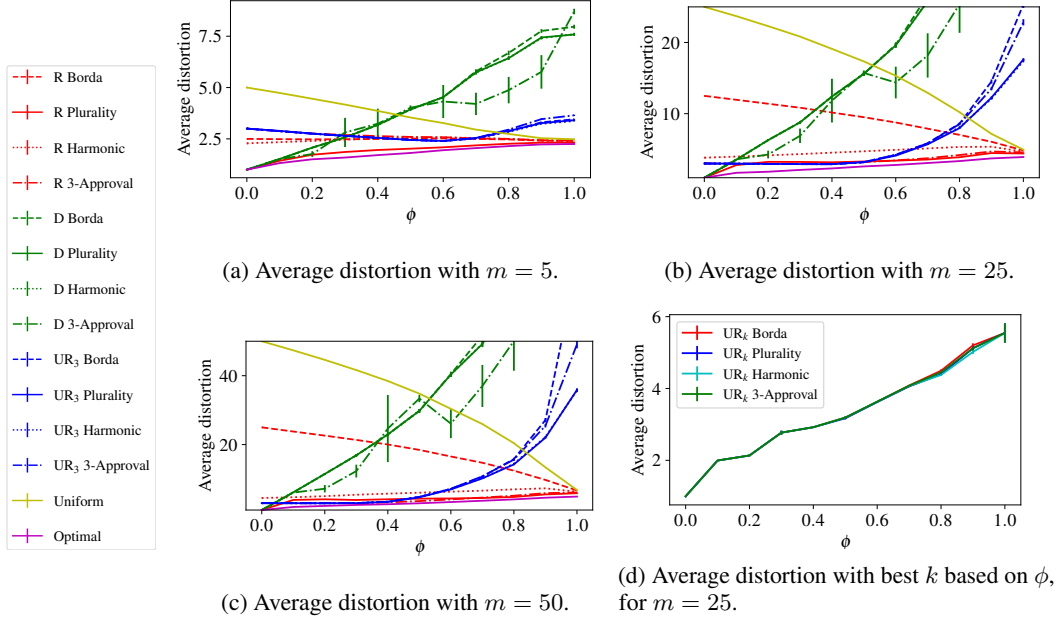 R Borda
R Plurality
R Harmonic
R 3-Approval
D Borda
D Plurality
D Harmonic
D 3-Approval
UR3 Borda
UR3 Plurality
UR3 Harmonic
UR3 3-Approval
Uniform
Optimal
Average distortion
7.5
5.0
2.5
0.0 0.2 0.4 0.6 0.8 1.0
ϕ
(a) Average distortion with m = 5.
Average distortion
20
10
0.0 0.2 0.4 0.6 0.8 1.0
ϕ
(b) Average distortion with m = 25.
Average distortion
40
20
0.0 0.2 0.4 0.6 0.8 1.0
ϕ
(c) Average distortion with m = 50.
Average distortion
6
4
2
URk Borda
URk Plurality
URk Harmonic
URk 3-Approval
0.0 0.2 0.4 0.6 0.8 1.0
ϕ
(d) Average distortion with best k based on ϕ,
for m = 25.